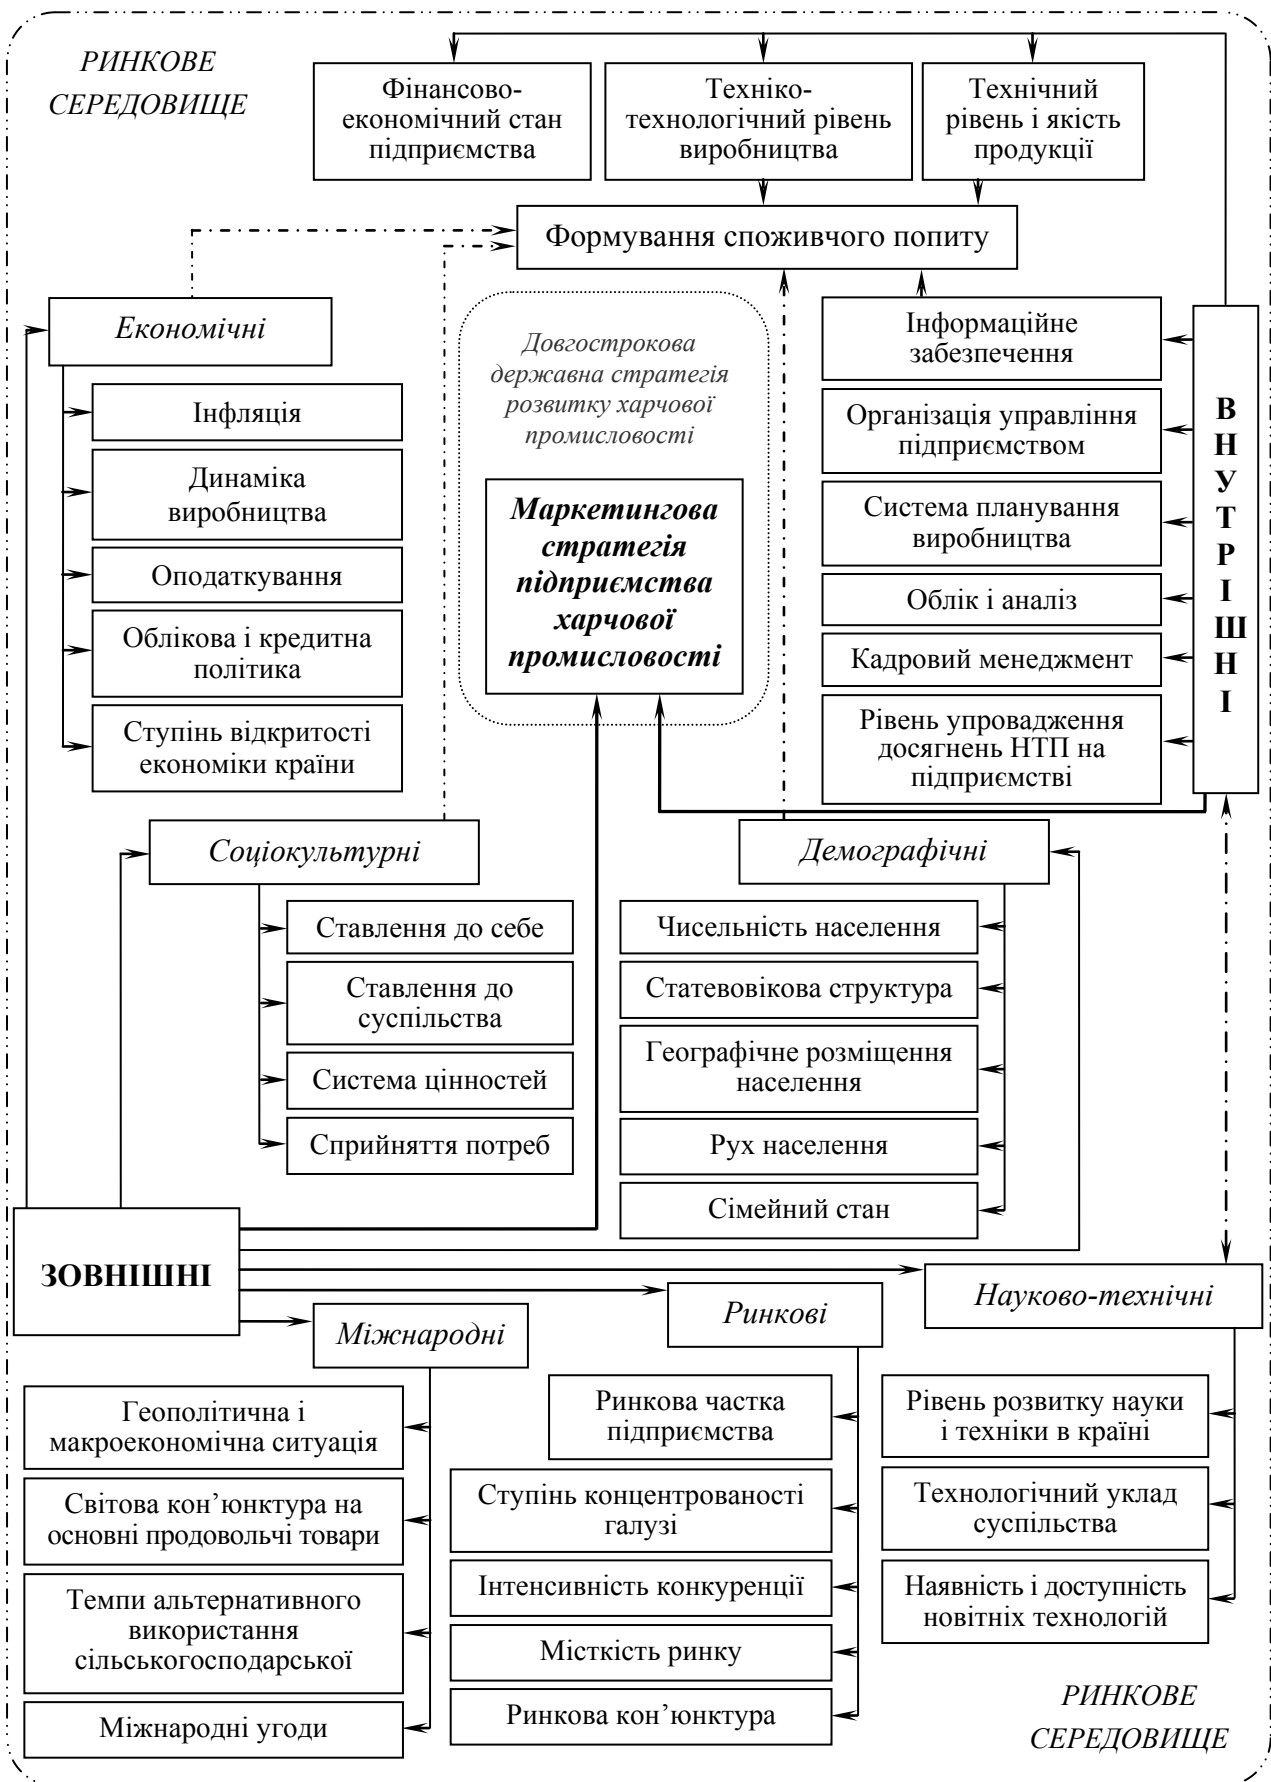 РИНКОВЕ
СЕРЕДОВИЩЕ
Фінансово-
економічний стан
підприємства
Техніко-
технологічний рівень
виробництва
Технічний
рівень і якість
продукції
Формування споживчого попиту
Економічні
Інфляція
Динаміка
виробництва
Оподаткування
Облікова і кредитна
політика
Ступінь відкритості
економіки країни
Довгострокова
державна стратегія
розвитку харчової
промисловості
Маркетингова
стратегія
підприємства
харчової
промисловості
Інформаційне
забезпечення
Організація управління
підприємством
Система планування
виробництва
Облік і аналіз
Кадровий менеджмент
Рівень упровадження
досягнень НТП на
підприємстві
В
Н
У
Т
Р
І
Ш
Н
І
Соціокультурні
Ставлення до себе
Ставлення до
суспільства
Система цінностей
Сприйняття потреб
Демографічні
Чисельність населення
Статевовікова структура
Географічне розміщення
населення
Рух населення
Сімейний стан
ЗОВНІШНІ
Міжнародні
Геополітична і
макроекономічна ситуація
Світова кон’юнктура на
основні продовольчі товари
Темпи альтернативного
використання
сільськогосподарської
Міжнародні угоди
Ринкові
Ринкова частка
підприємства
Ступінь концентрованості
галузі
Інтенсивність конкуренції
Місткість ринку
Ринкова кон’юнктура
Науково-технічні
Рівень розвитку науки
і техніки в країні
Технологічний уклад
суспільства
Наявність і доступність
новітніх технологій
РИНКОВЕ
СЕРЕДОВИЩЕ